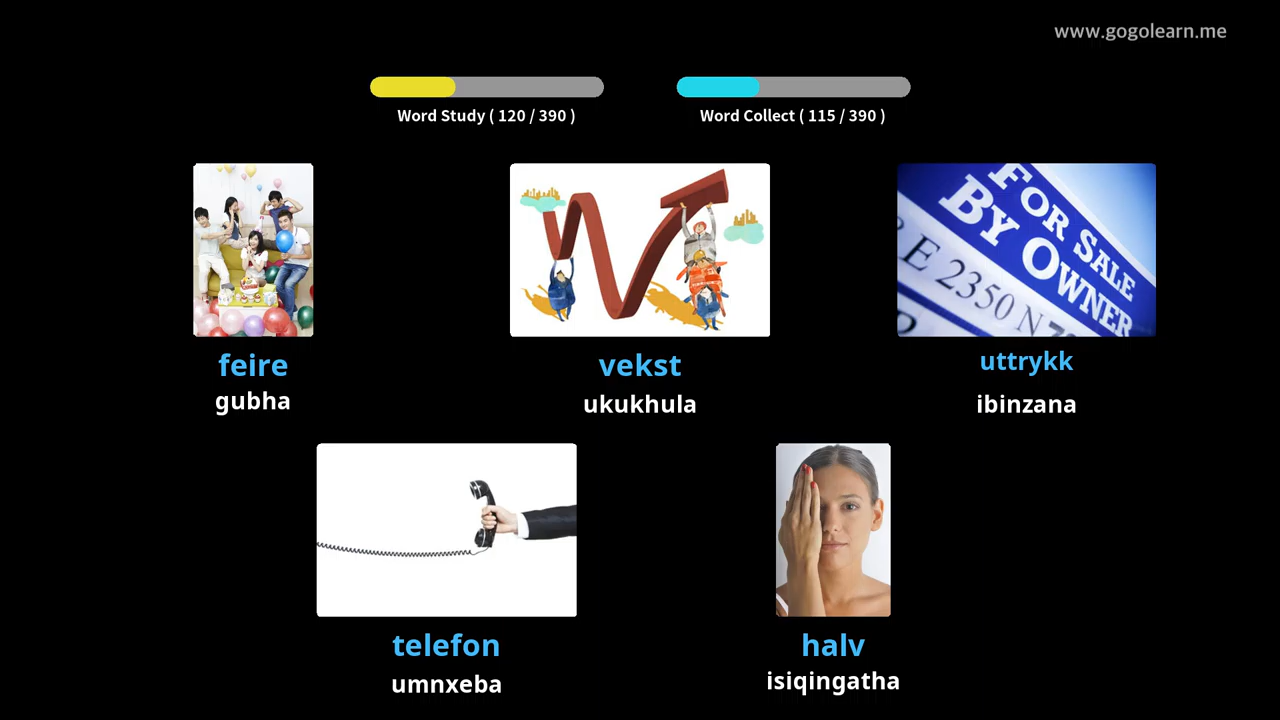 www.gogolearn.me
Word Study ( 120 / 390 )
Word Collect ( 115 / 390 )
FOR SALE
BY OWNER
E 2350 N
feire
gubha
vekst
ukukhula
uttrykk
ibinzana
telefon
umnxeba
halv
isiqingatha